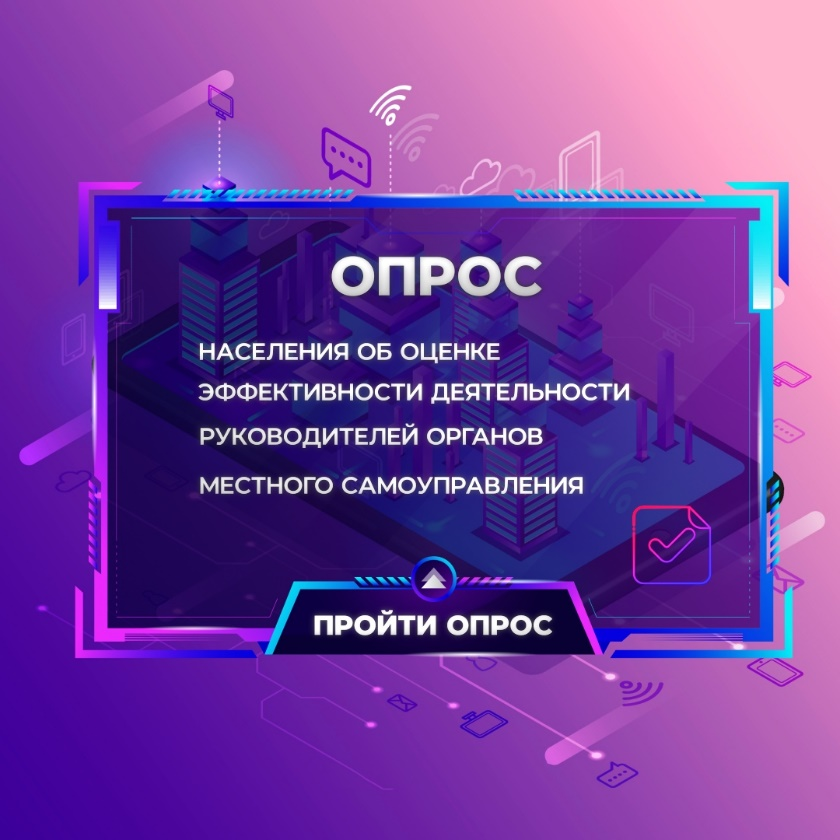 ОПРОС
НАСЕЛЕНИЯ ОБ ОЦЕНКЕ
ЭФФЕКТИВНОСТИ ДЕЯТЕЛЬНОСТИ
РУКОВОДИТЕЛЕЙ ОРГАНОВ
МЕСТНОГО САМОУПРАВЛЕНИЯ
ПРОЙТИ ОПРОС